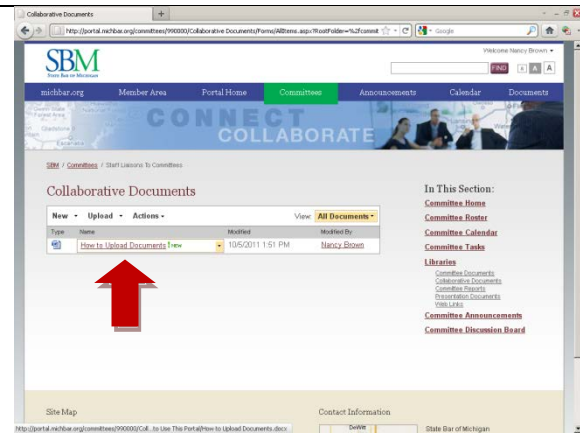 Collaborative Documents
http://portal.michbar.org/committees/990000/Collaborative Documents/Forms/AllItems.aspx?RootFolder=%2fcommit
Google
Welcome Nancy Brown
SBM
STATE BAR OF MICHIGAN
FIND A A A
michbar.org Member Area Portal Home Committees Announcements Calendar Documents
CONNECT
COLLABORATE
SBM / Committees / Staff Liaisons To Committees
Collaborative Documents
New Upload Actions View: All Documents
Type Name Modified Modified By
How to Upload Documents ! new 10/5/2011 1:51 PM Nancy Brown
In This Section:
Committee Home
Committee Roster
Committee Calendar
Committee Tasks
Libraries
Committee Documents
Collaborative Documents
Committee Reports
Presentation Documents
Web Links
Committee Announcements
Committee Discussion Board
Site Map
Contact Information
DeWitt
State Bar of Michigan
http://portal.michbar.org/committees/990000/Coll...to Use This Portal/How to Upload Documents.docx